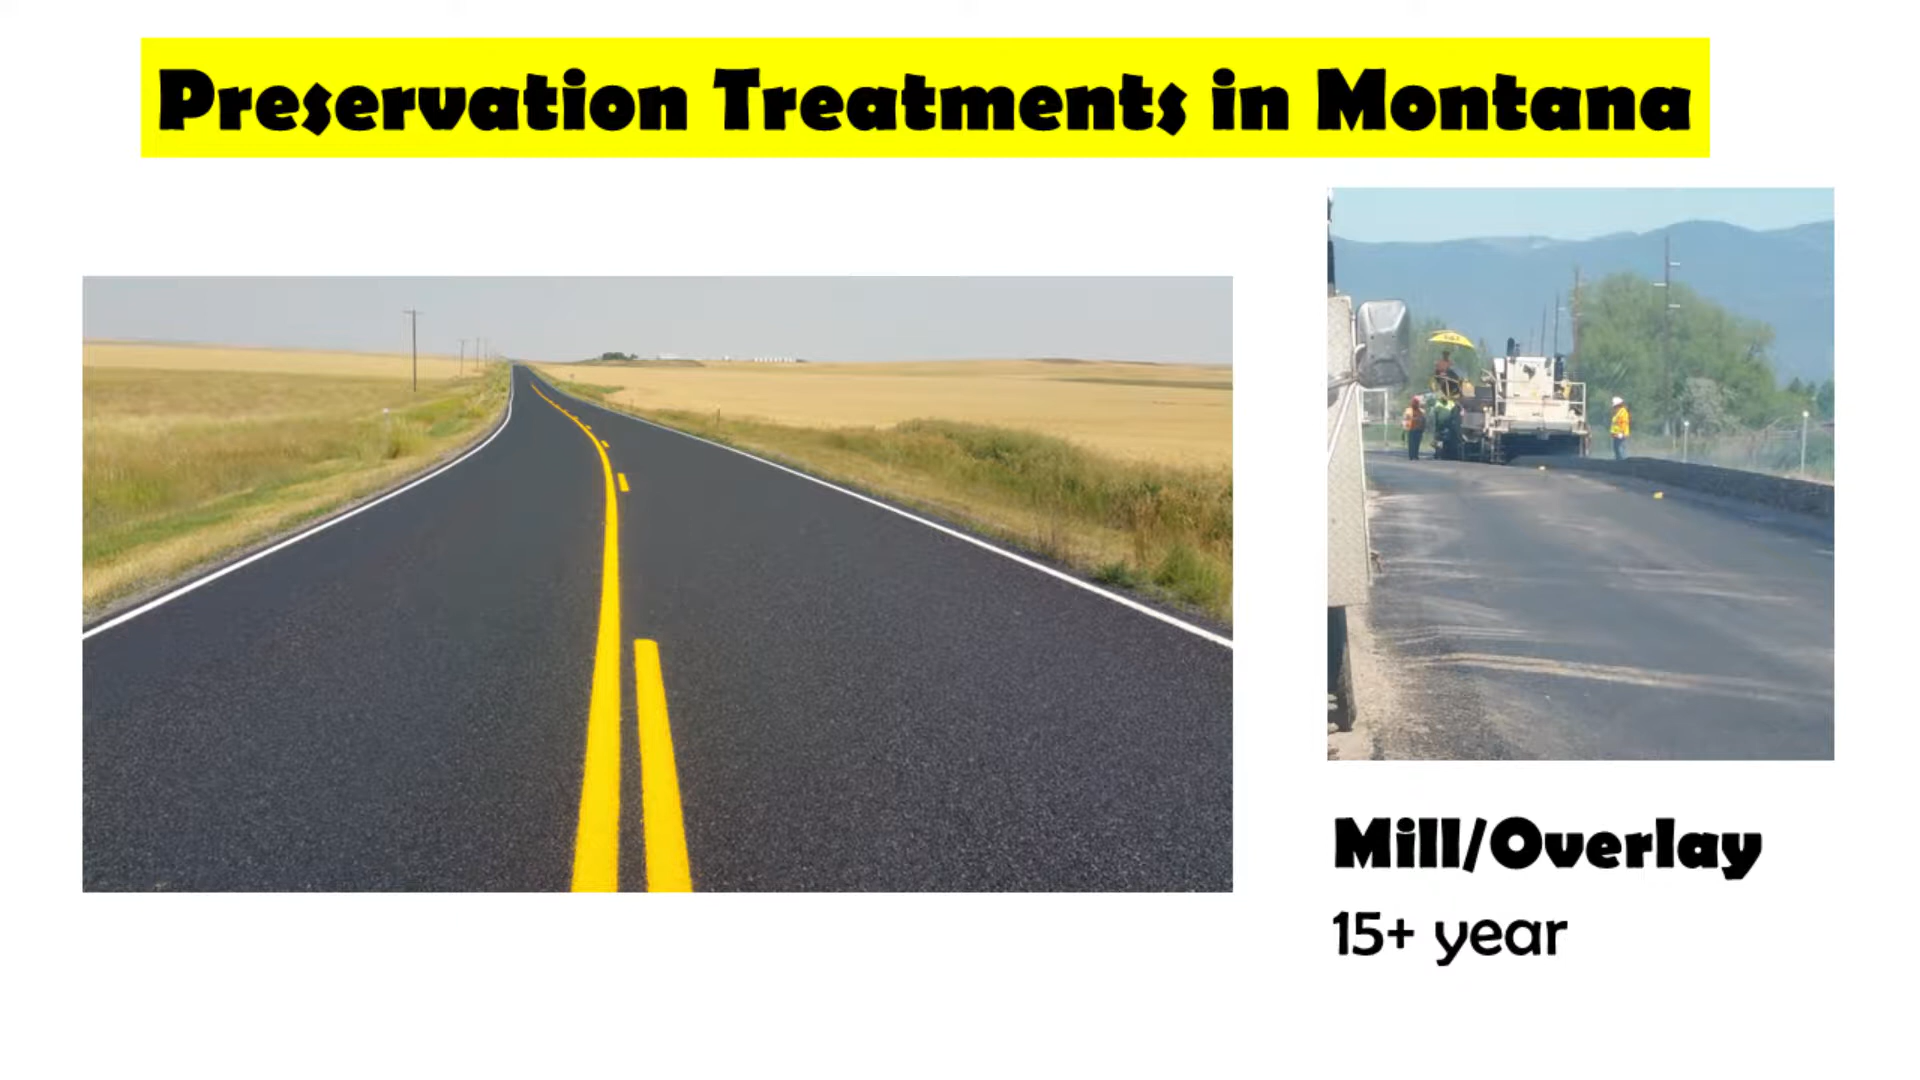 Preservation Treatments in Montana
Mill/Overlay
15+ year